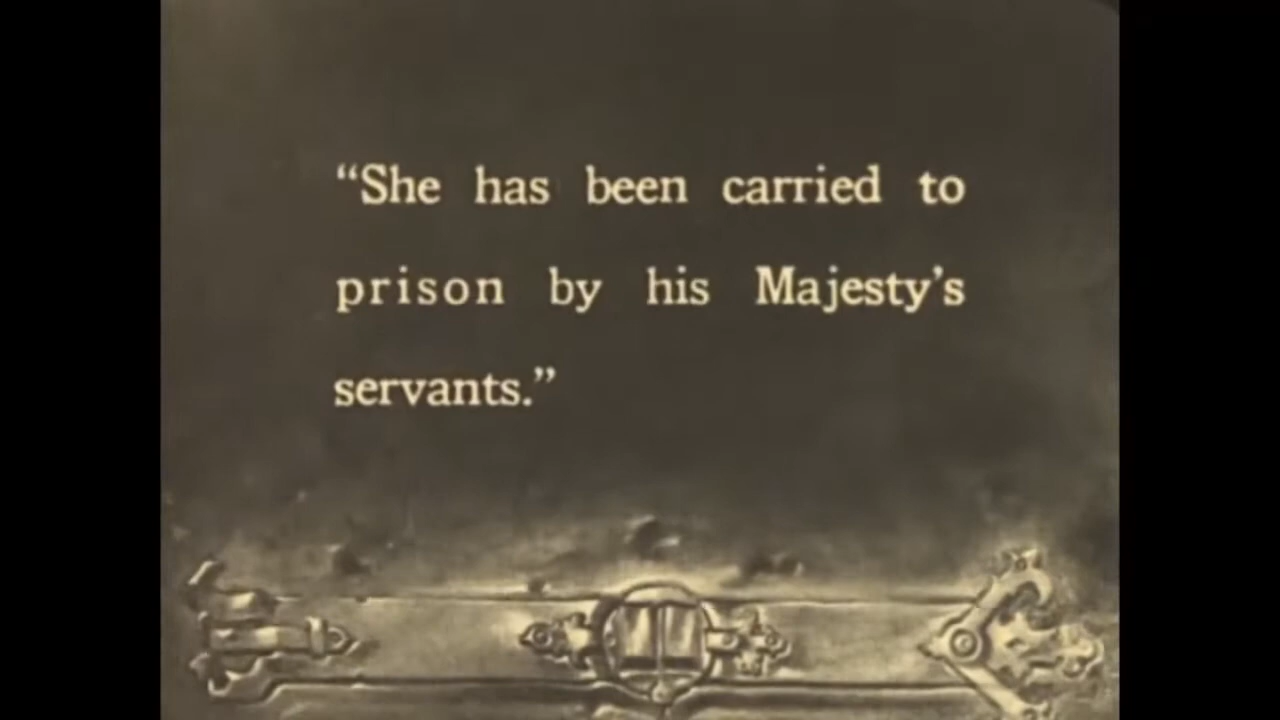 “She has been carried to
prison by his Majesty’s
servants.”